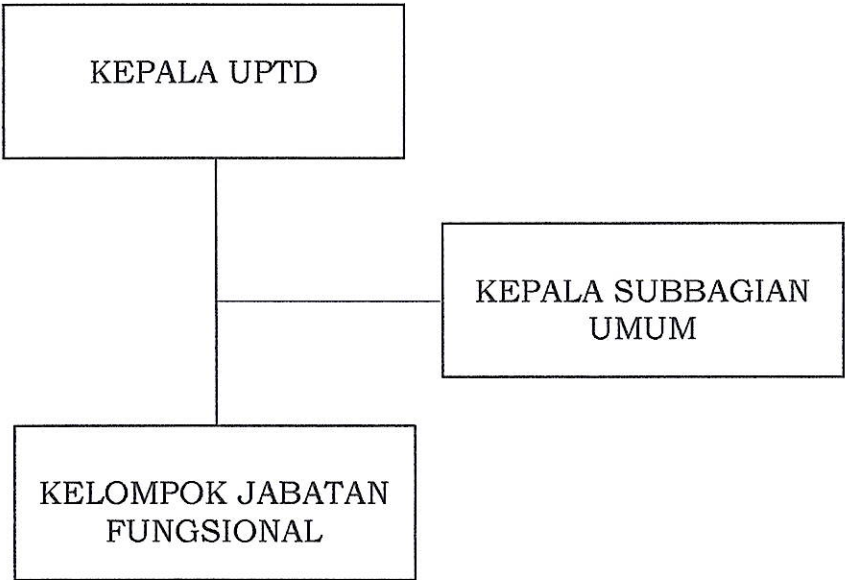 KEPALA UPTD
KEPALA SUBBAGIAN
UMUM
KELOMPOK JABATAN
FUNGSIONAL